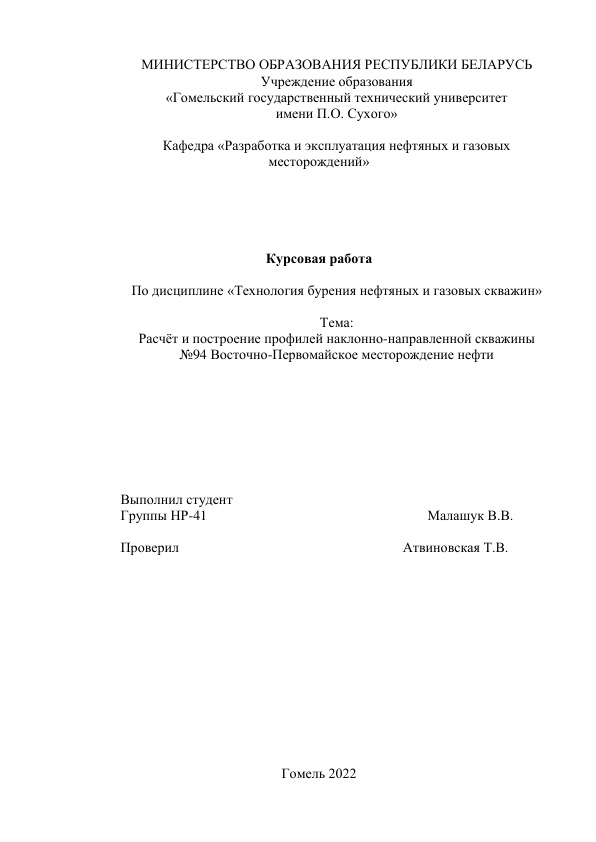 МИНИСТЕРСТВО ОБРАЗОВАНИЯ РЕСПУБЛИКИ БЕЛАРУСЬ
Учреждение образования
«Гомельский государственный технический университет
имени П.О. Сухого»
Кафедра «Разработка и эксплуатация нефтяных и газовых
месторождений»
Курсовая работа
По дисциплине «Технология бурения нефтяных и газовых скважин»
Тема:
Расчёт и построение профилей наклонно-направленной скважины
№94 Восточно-Первомайское месторождение нефти
Выполнил студент
Группы НР-41 Малашук В.В.
Проверил Атвиновская Т.В.
Гомель 2022